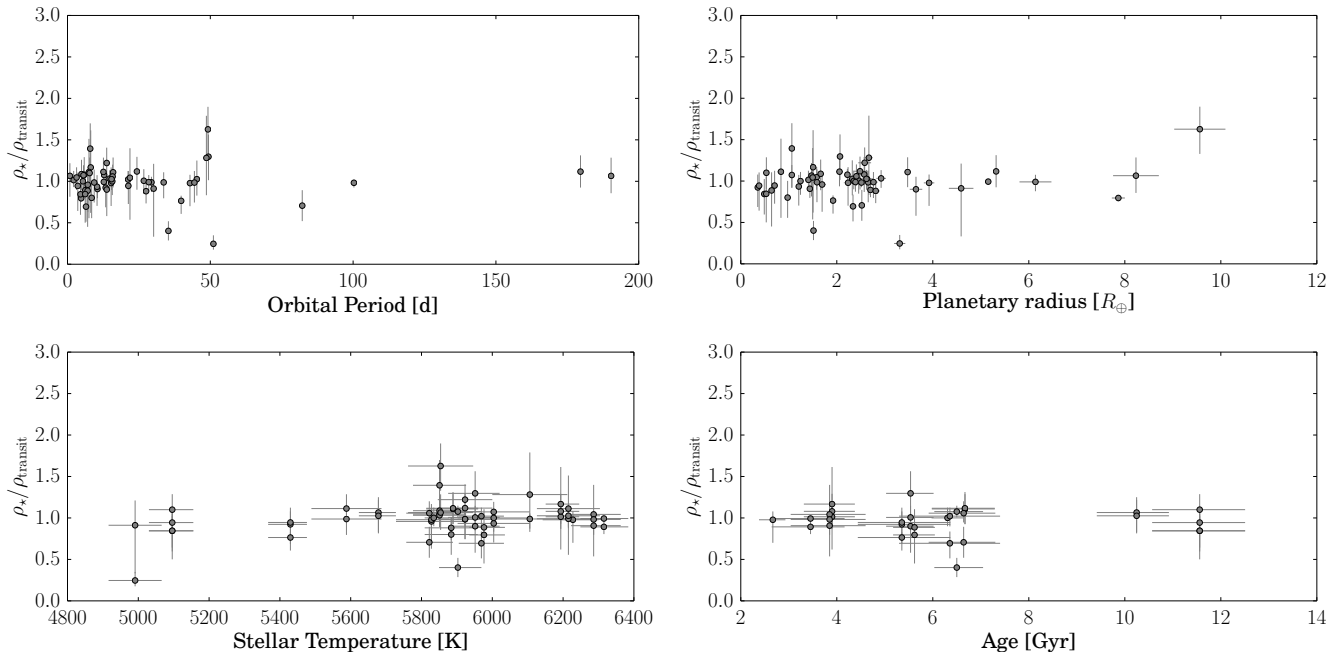 3.0
2.5
2.0
1.5
1.0
0.5
0.0
ρ⋆/ρtransit
0 50 100 150 200
Orbital Period [d]
3.0
2.5
2.0
1.5
1.0
0.5
0.0
ρ⋆/ρtransit
0 2 4 6 8 10 12
Planetary radius [R⊕]
3.0
2.5
2.0
1.5
1.0
0.5
0.0
ρ⋆/ρtransit
4800 5000 5200 5400 5600 5800 6000 6200 6400
Stellar Temperature [K]
3.0
2.5
2.0
1.5
1.0
0.5
0.0
ρ⋆/ρtransit
2 4 6 8 10 12 14
Age [Gyr]